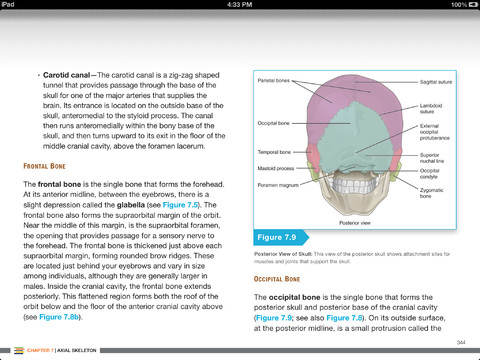 iPad
4:33 PM
100%
• Carotid canal—The carotid canal is a zig-zag shaped
tunnel that provides passage through the base of the
skull for one of the major arteries that supplies the
brain. Its entrance is located on the outside base of the
skull, anteromedial to the styloid process. The canal
then runs anteromedially within the bony base of the
skull, and then turns upward to its exit in the floor of the
middle cranial cavity, above the foramen lacerum.
FRONTAL BONE
The frontal bone is the single bone that forms the forehead.
At its anterior midline, between the eyebrows, there is a
slight depression called the glabella (see Figure 7.5). The
frontal bone also forms the supraorbital margin of the orbit.
Near the middle of this margin, is the supraorbital foramen,
the opening that provides passage for a sensory nerve to
the forehead. The frontal bone is thickened just above each
supraorbital margin, forming rounded brow ridges. These
are located just behind your eyebrows and vary in size
among individuals, although they are generally larger in
males. Inside the cranial cavity, the frontal bone extends
posteriorly. This flattened region forms both the roof of the
orbit below and the floor of the anterior cranial cavity above
(see Figure 7.8b).
Parietal bones
Occipital bone
Temporal bone
Mastoid process
Foramen magnum
Sagittal suture
Lambdoid
suture
External
occipital
protuberance
Superior
nuchal line
Occipital
condyle
Zygomatic
bone
Posterior view
Figure 7.9
Posterior View of Skull: This view of the posterior skull shows attachment sites for
muscles and joints that support the skull.
OCCIPITAL BONE
The occipital bone is the single bone that forms the
posterior skull and posterior base of the cranial cavity
(Figure 7.9; see also Figure 7.8). On its outside surface,
at the posterior midline, is a small protrusion called the
344
CHAPTER 7 | AXIAL SKELETON